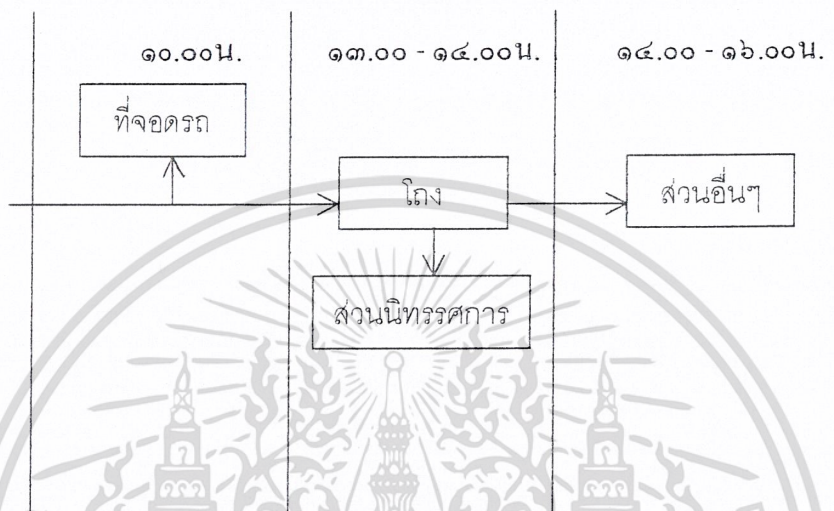 ๑๐.๐๐น.
๑๓.๐๐ - ๑๔.๐๐น.
๑๔.๐๐ - ๑๖.๐๐น.
ที่จอดรถ
โถง
ส่วนอื่นๆ
ส่วนนิทรรศการ